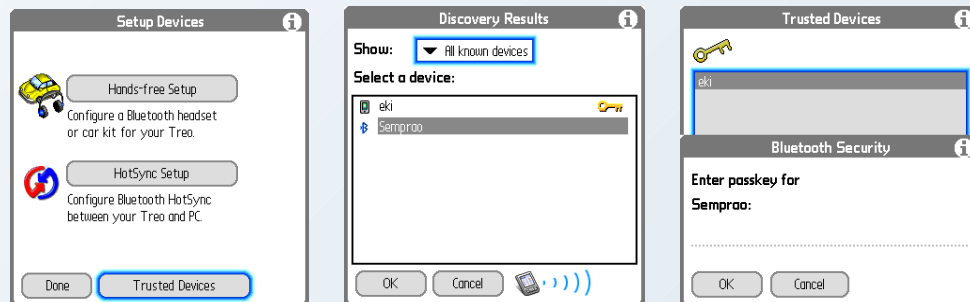 Setup Devices
Hands-free Setup
Configure a Bluetooth headset
or car kit for your Treo.
HotSync Setup
Configure Bluetooth HotSync
between your Treo and PC.
Done
Trusted Devices
Discovery Results
Show:
All known devices
Select a device:
eki
Semprao
OK
Cancel
Trusted Devices
eki
Bluetooth Security
Enter passkey for
Semprao:
OK
Cancel